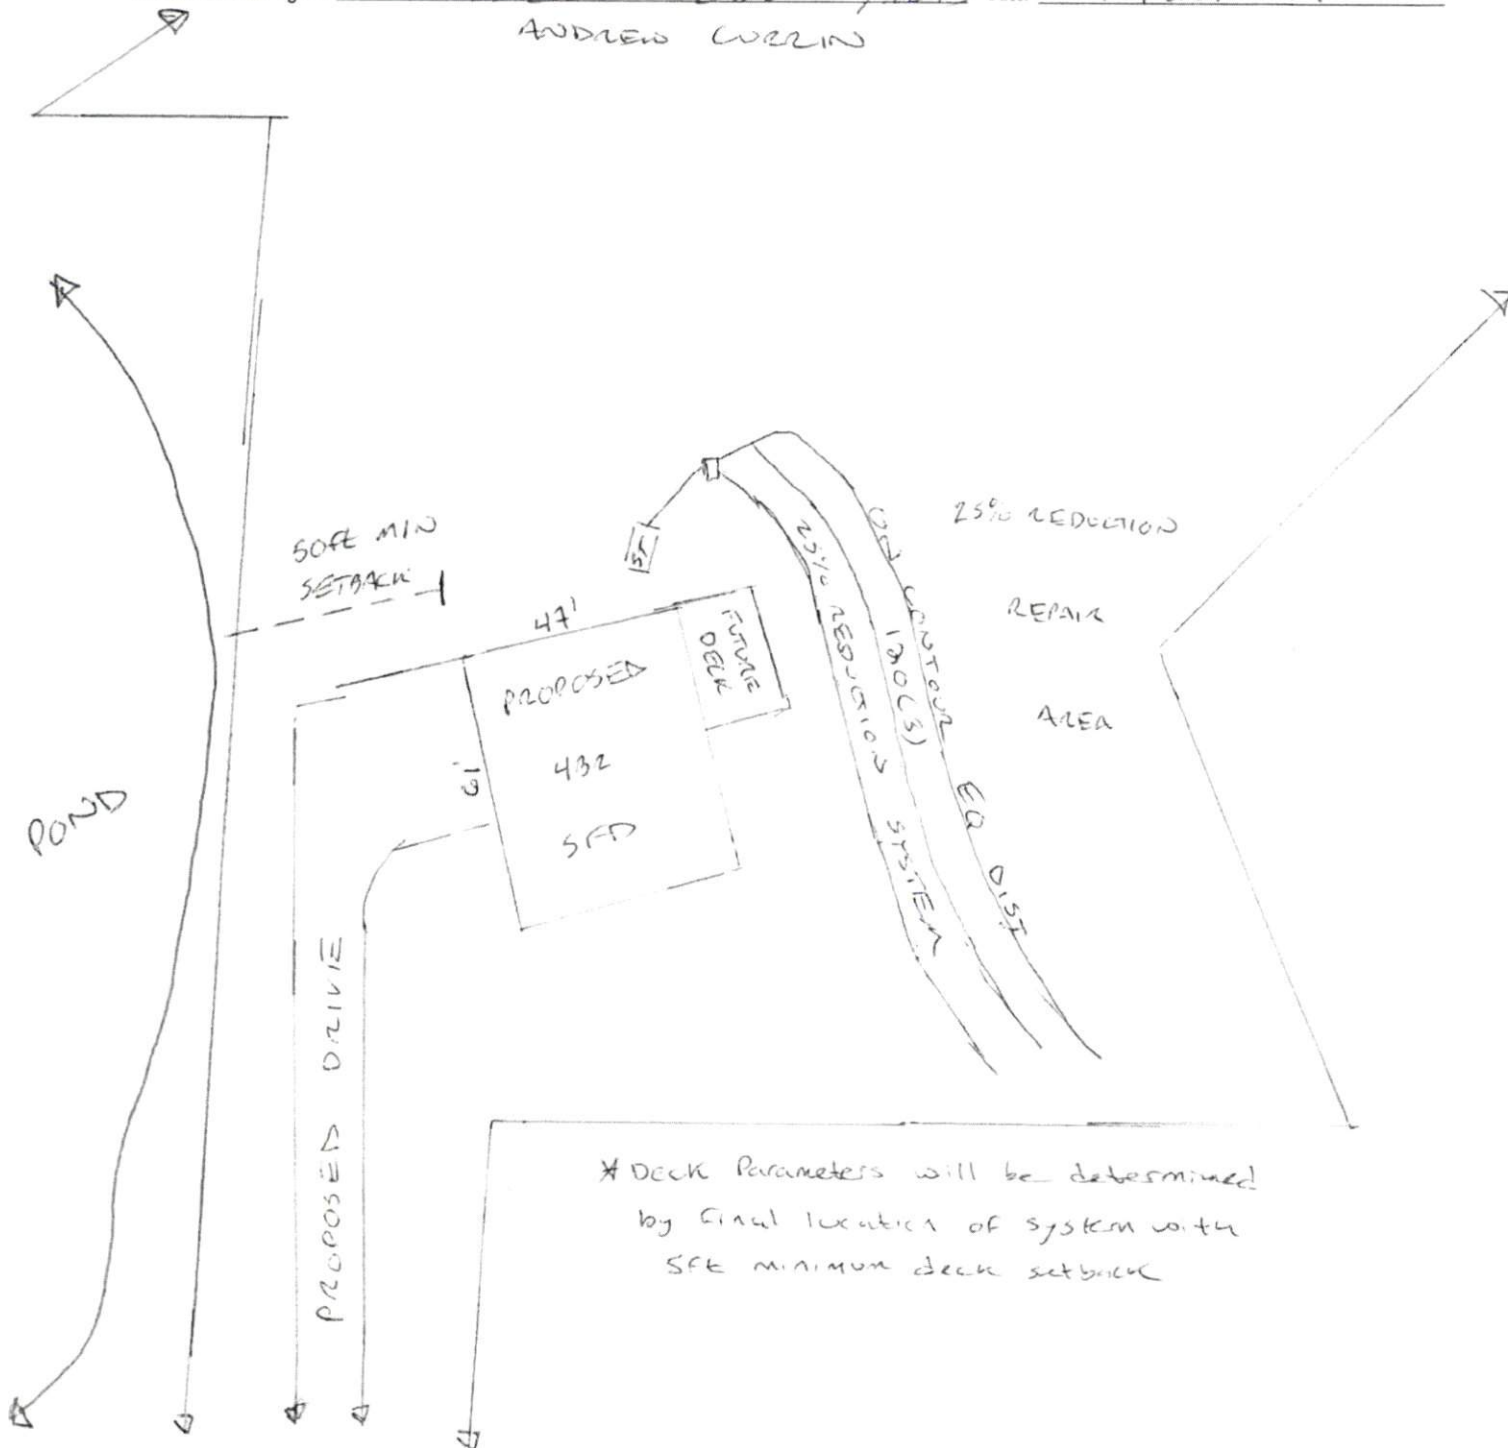 ANDREW CURRIN
50ft MIN
SETBACK
47'
61'
PROPOSED
432
SFD
FUTURE
DECK
ST
25% REDUCTION SYSTEM
120(3)
ON CONTOUR EQ DIST
25% REDUCTION
REPAIR
AREA
POND
PROPOSED DRIVE
* Deck Parameters will be determined
by final location of system with
5ft minimum deck setback